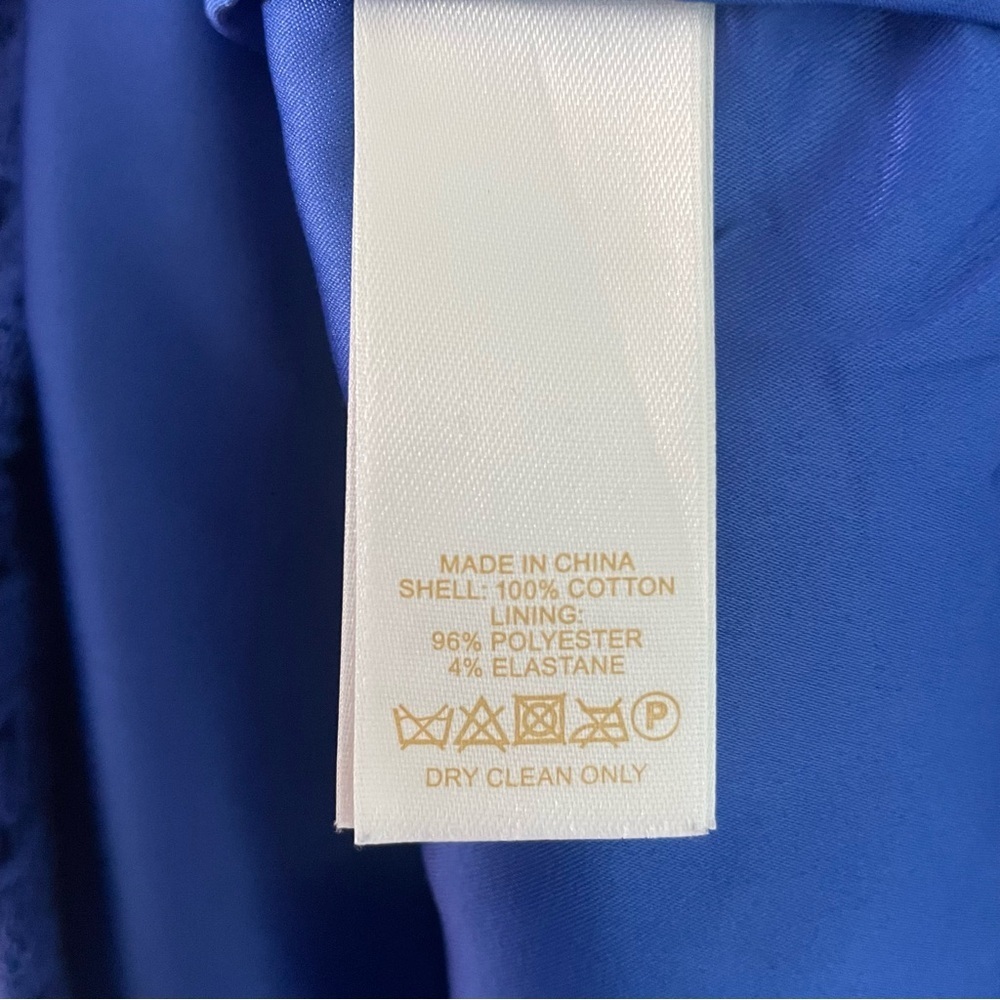 MADE IN CHINA
SHELL: 100% COTTON
LINING:
96% POLYESTER
4% ELASTANE
P
DRY CLEAN ONLY